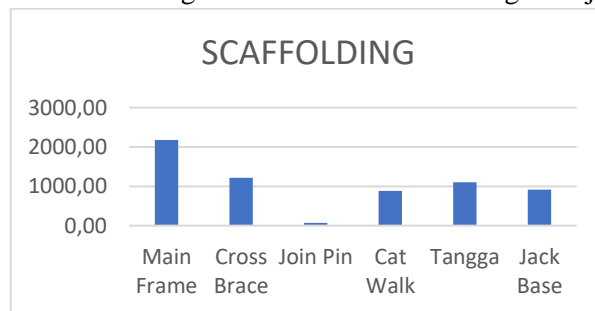 SCAFFOLDING
3000,00
2000,00
1000,00
0,00
Main Frame
Cross Brace
Join Pin
Cat Walk
Tangga
Jack Base